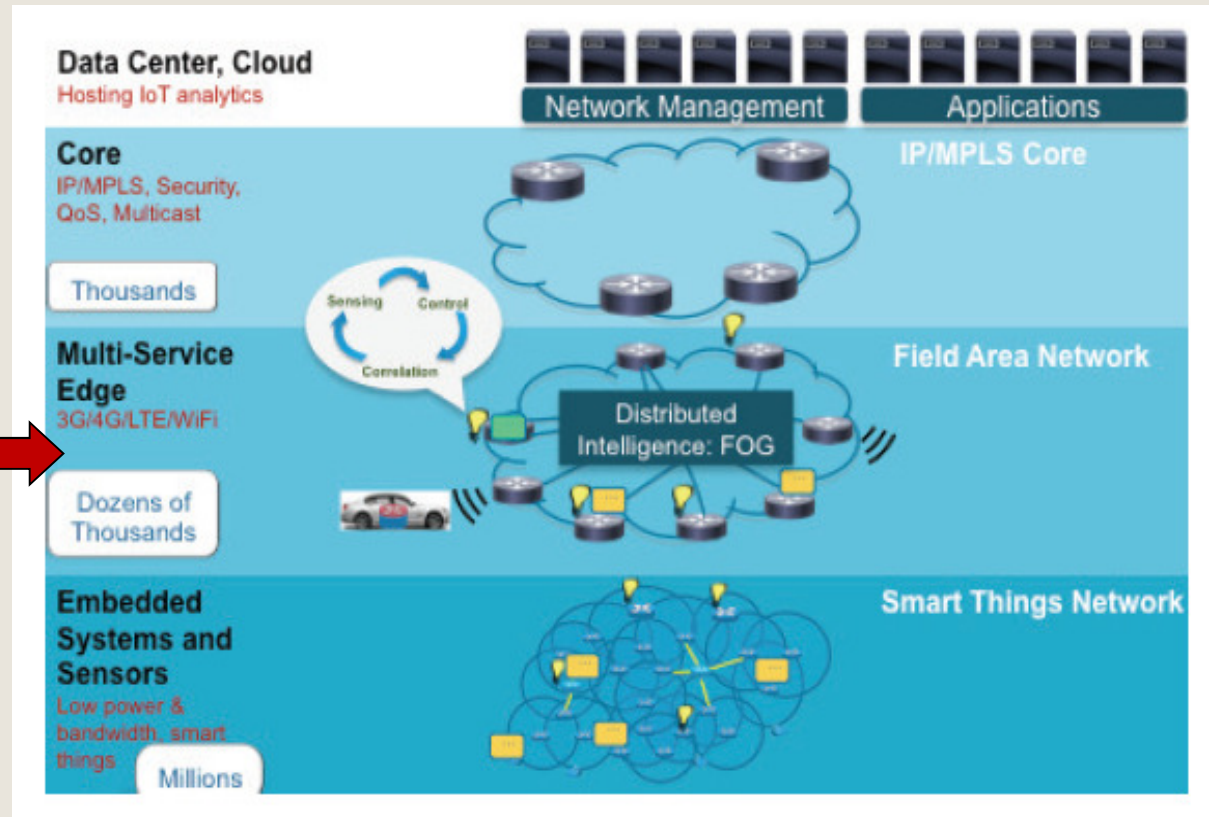 Data Center, Cloud
Hosting IoT analytics
Network Management
Applications
Core
IP/MPLS, Security,
QoS, Multicast
IP/MPLS Core
Thousands
Sensing
Control
Correlation
Multi-Service
Edge
3G/4G/LTE/WiFi
Field Area Network
Distributed
Intelligence: FOG
Dozens of
Thousands
Embedded
Systems and
Sensors
Low power &
bandwidth, smart
things
Smart Things Network
Millions